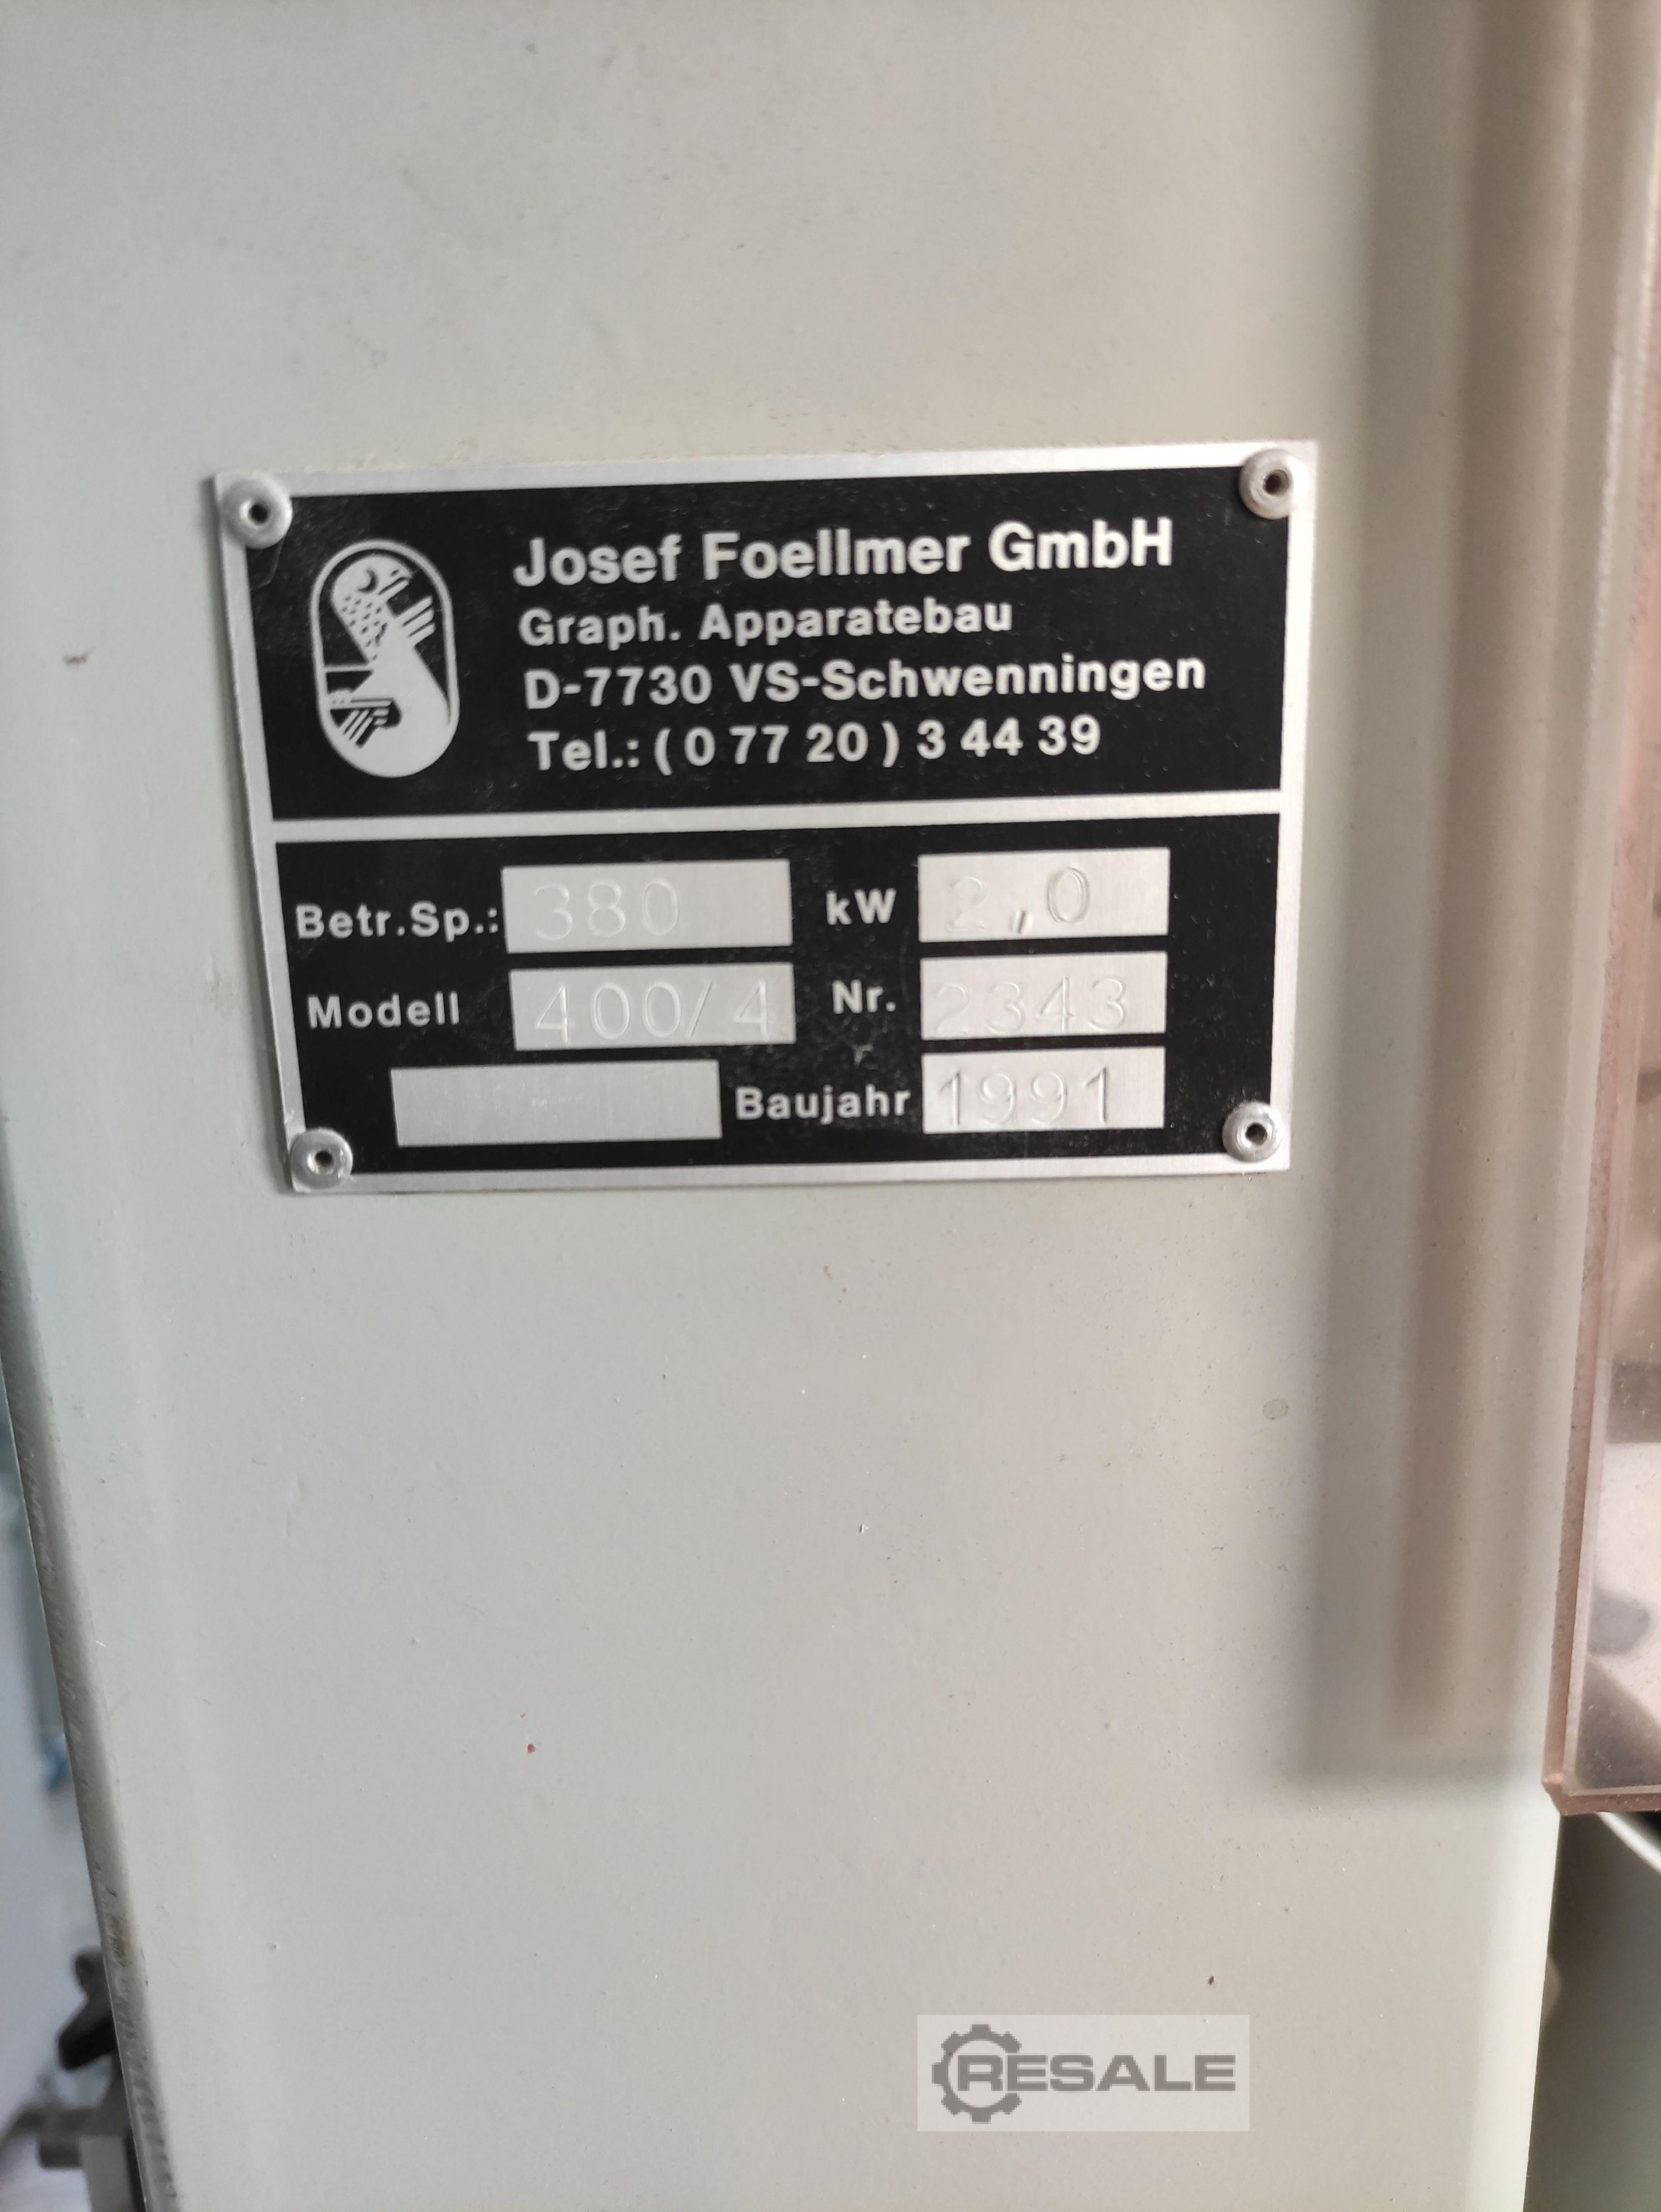 Josef Foellmer GmbH
Graph. Apparatebau
D-7730 VS-Schwenningen
Tel.: (0 77 20) 3 44 39
Betr.Sp.: 380 kW 2,0
Modell 400/4 Nr. 2343
Baujahr 1991
RESALE